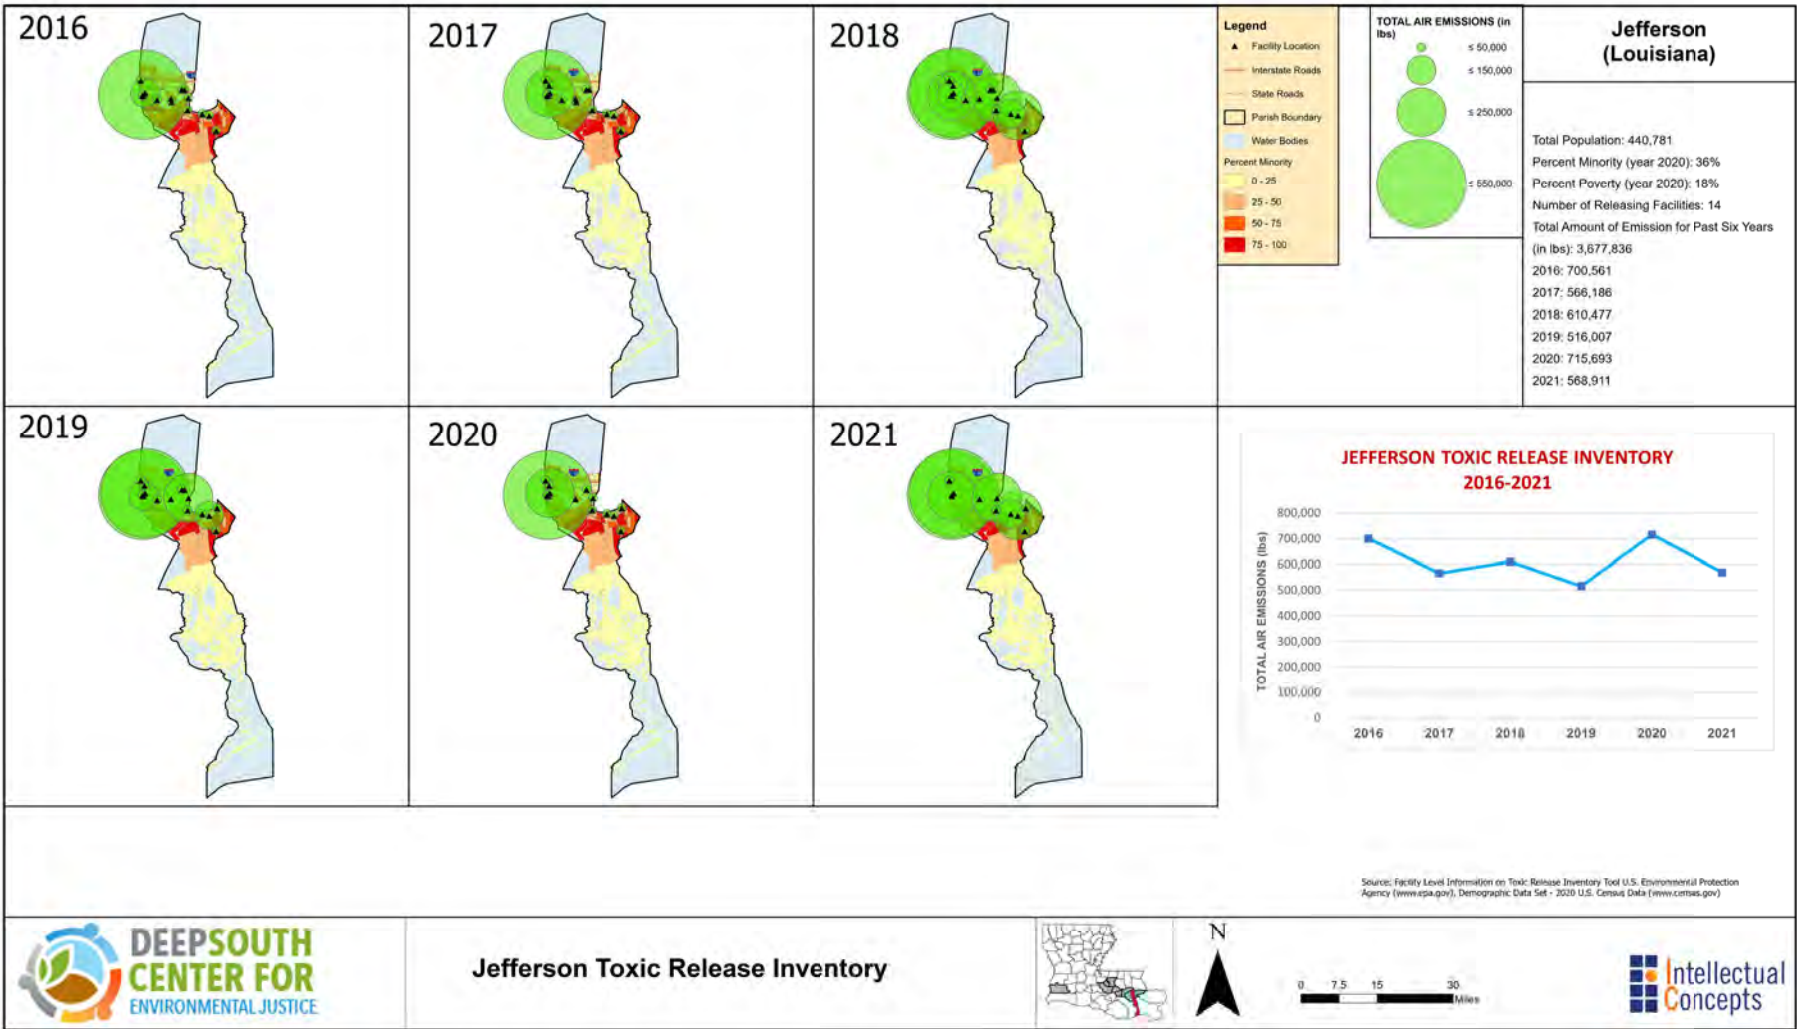 2016
2017
2018
Legend
Facility Location
Interstate Roads
State Roads
Parish Boundary
Water Bodies
Percent Minority
0 - 25
25 - 50
50 - 75
75 - 100
TOTAL AIR EMISSIONS (in
lbs)
≤ 50,000
≤ 150,000
≤ 250,000
≤ 550,000
Jefferson
(Louisiana)
Total Population: 440,781
Percent Minority (year 2020): 36%
Percent Poverty (year 2020): 18%
Number of Releasing Facilities: 14
Total Amount of Emission for Past Six Years
(in lbs): 3,677,836
2016: 700,561
2017: 566,186
2018: 610,477
2019: 516,007
2020: 715,693
2021: 568,911
2019
2020
2021
JEFFERSON TOXIC RELEASE INVENTORY
2016-2021
TOTAL AIR EMISSIONS (lbs)
800,000
700,000
600,000
500,000
400,000
300,000
200,000
100,000
0
2016 2017 2018 2019 2020 2021
Source: Facility Level Information on Toxic Release Inventory Tool U.S. Environmental Protection
Agency (www.epa.gov), Demographic Data Set - 2020 U.S. Census Data (www.census.gov)
DEEPSOUTH
CENTER FOR
ENVIRONMENTAL JUSTICE
Jefferson Toxic Release Inventory
N
0 7.5 15 30
Miles
Intellectual
Concepts